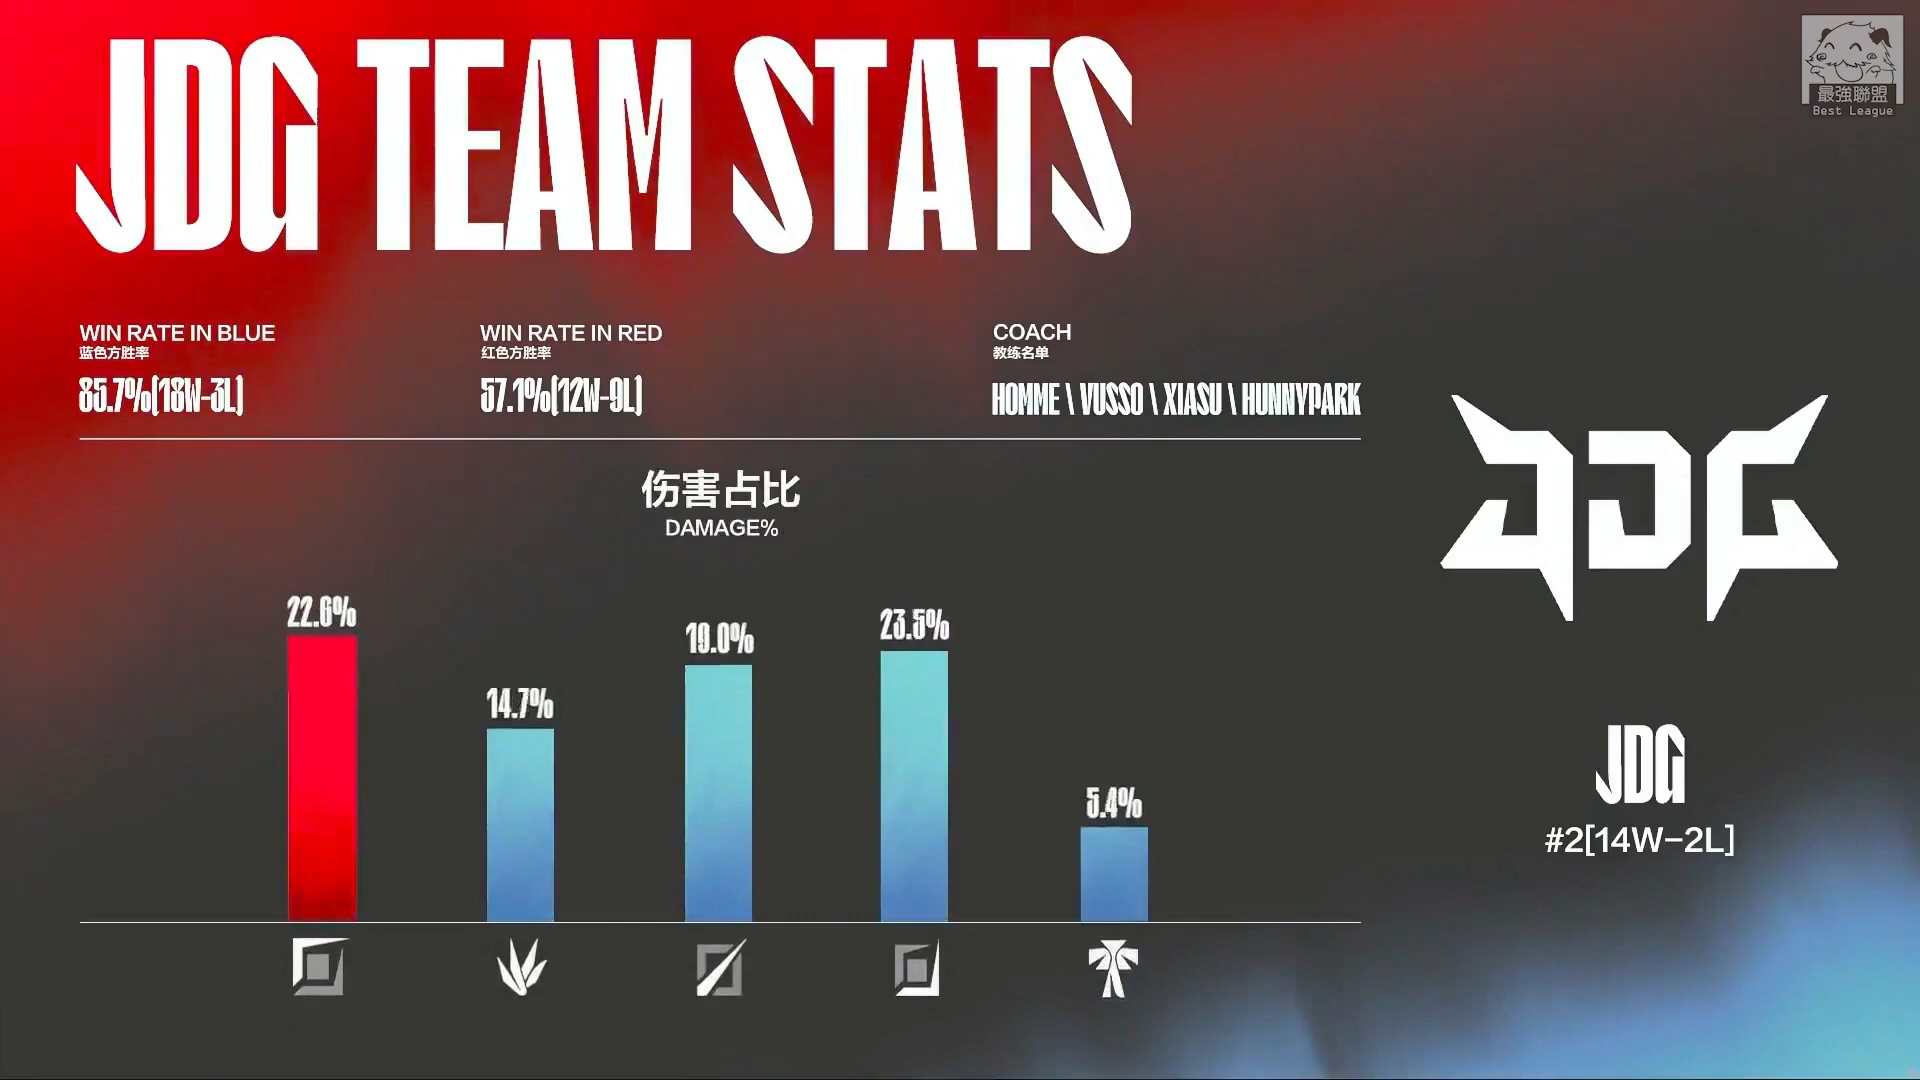 JDG TEAM STATS
最強聯盟
Best League
WIN RATE IN BLUE
蓝色方胜率
85.7%(18W-3L)
WIN RATE IN RED
红色方胜率
57.1%(12W-9L)
COACH
教练名单
HOMME \ VUSSO \ XIASU \ HUNNYPARK
伤害占比
DAMAGE%
22.6%
14.7%
19.0%
23.5%
5.4%
JDG
JDG
#2[14W-2L]